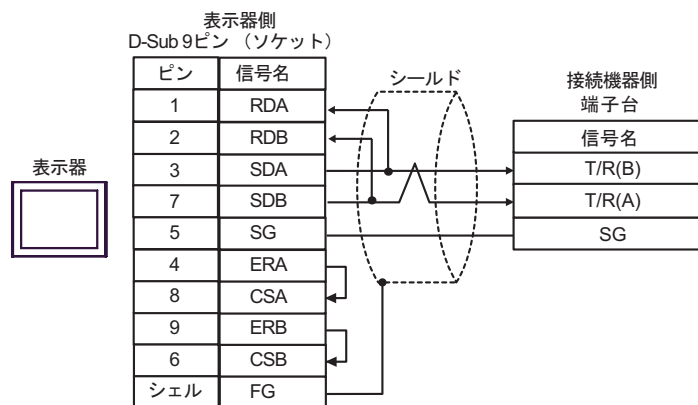 表示器側
D-Sub 9ピン （ソケット）
ピン 信号名
1 RDA
2 RDB
3 SDA
7 SDB
5 SG
4 ERA
8 CSA
9 ERB
6 CSB
シェル FG
表示器
シールド
接続機器側
端子台
信号名
T/R(B)
T/R(A)
SG